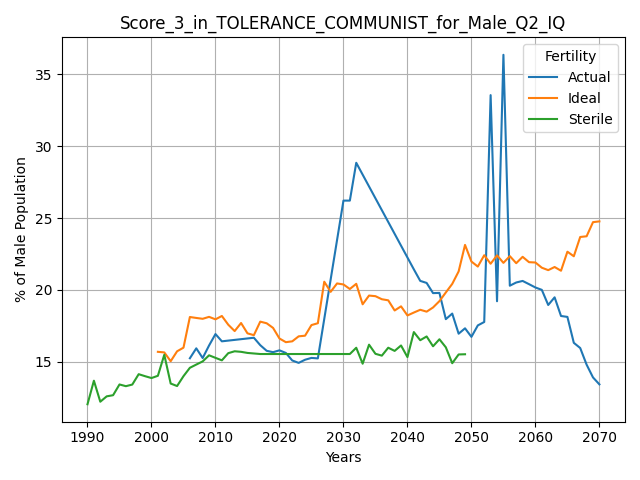 Score_3_in_TOLERANCE_COMMUNIST_for_Male_Q2_IQ
Fertility
Actual
Ideal
Sterile
% of Male Population
35
30
25
20
15
1990 2000 2010 2020 2030 2040 2050 2060 2070
Years